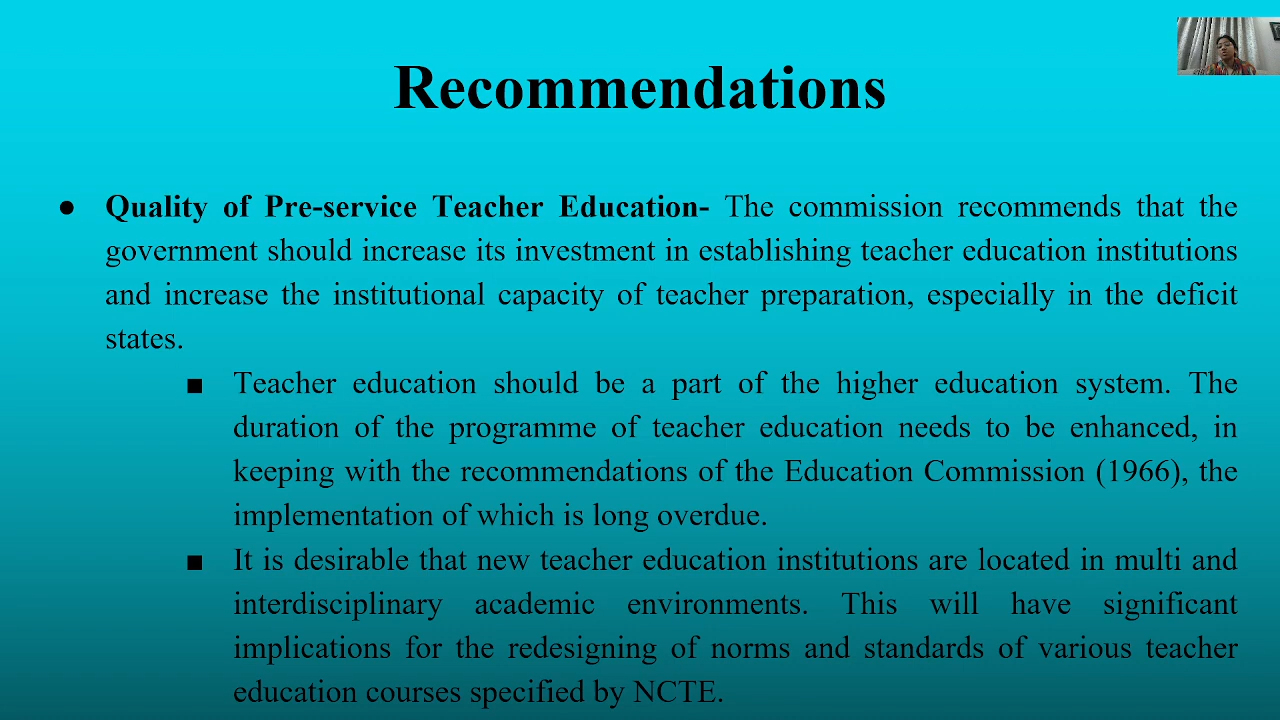 Recommendations
● Quality of Pre-service Teacher Education- The commission recommends that the
government should increase its investment in establishing teacher education institutions
and increase the institutional capacity of teacher preparation, especially in the deficit
states.
■ Teacher education should be a part of the higher education system. The
duration of the programme of teacher education needs to be enhanced, in
keeping with the recommendations of the Education Commission (1966), the
implementation of which is long overdue.
■ It is desirable that new teacher education institutions are located in multi and
interdisciplinary academic environments. This will have significant
implications for the redesigning of norms and standards of various teacher
education courses specified by NCTE.